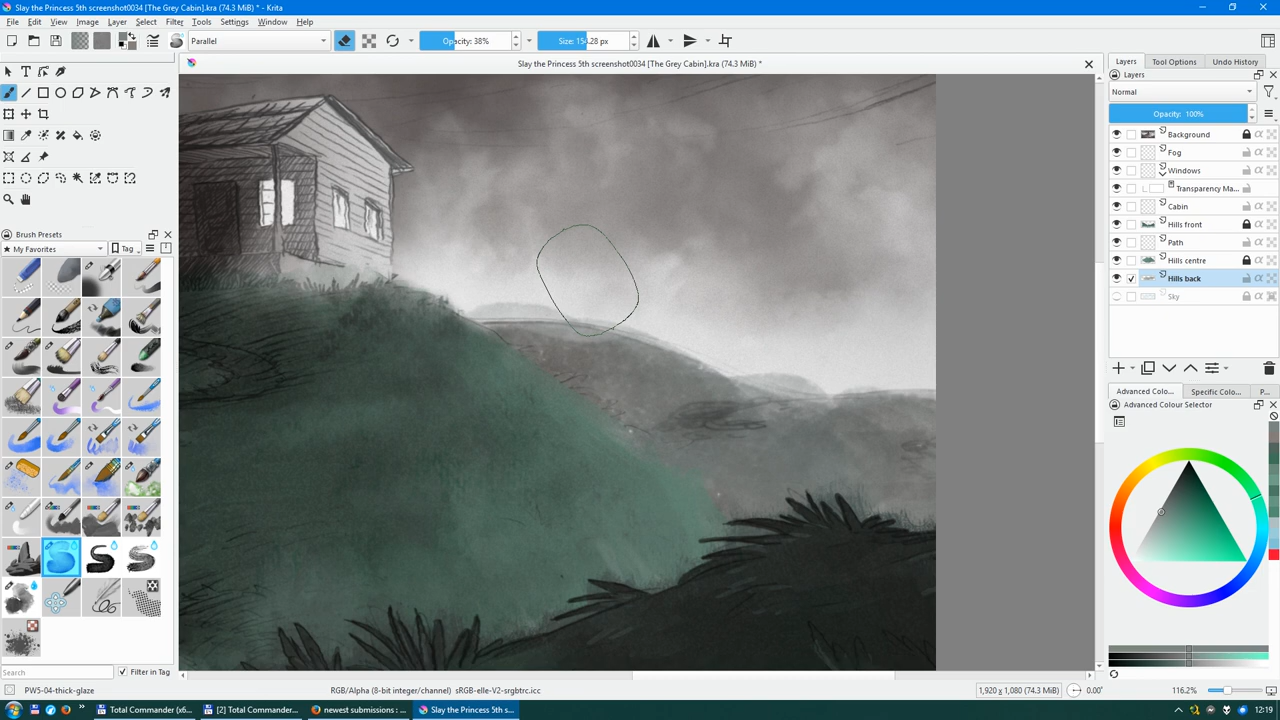 Slay the Princess 5th screenshot0034 [The Grey Cabin].kra (74.3 MiB) * - Krita
File Edit View Image Layer Select Filter Tools Settings Window Help
Parallel
Opacity: 38%
Size: 154.28 px
Slay the Princess 5th screenshot0034 [The Grey Cabin].kra (74.3 MiB) *
Layers Tool Options Undo History
Layers
Normal
Opacity: 100%
Background
Fog
Windows
Transparency Ma...
Cabin
Hills front
Path
Hills centre
Hills back
Sky
Brush Presets
My Favorites
Tag
Advanced Colo... Specific Colo... P...
Advanced Colour Selector
Search
Filter in Tag
PW5-04-thick-glaze
RGB/Alpha (8-bit integer/channel) sRGB-elle-V2-srgbtrc.icc
1,920 x 1,080 (74.3 MiB)
0.00°
116.2%
Total Commander (x6...
[2] Total Commander...
newest submissions : ...
Slay the Princess 5th s...
12:19